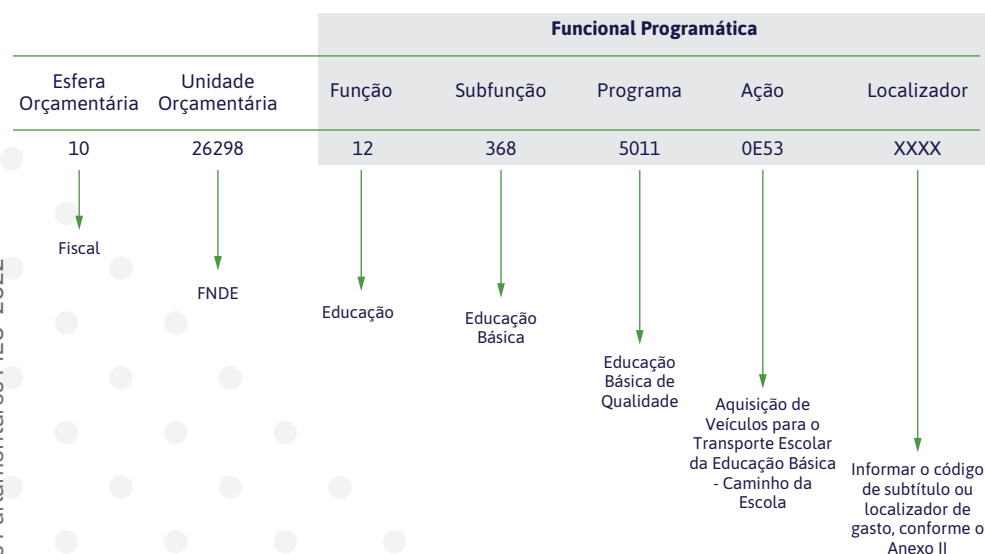 Funcional Programática
Esfera Orçamentária
Unidade Orçamentária
Função
Subfunção
Programa
Ação
Localizador
10
26298
12
368
5011
0E53
XXXX
Fiscal
FNDE
Educação
Educação
Básica
Educação
Básica de
Qualidade
Aquisição de
Veículos para o
Transporte Escolar
da Educação Básica
- Caminho da
Escola
Informar o código
de subtítulo ou
localizador de
gasto, conforme o
Anexo II